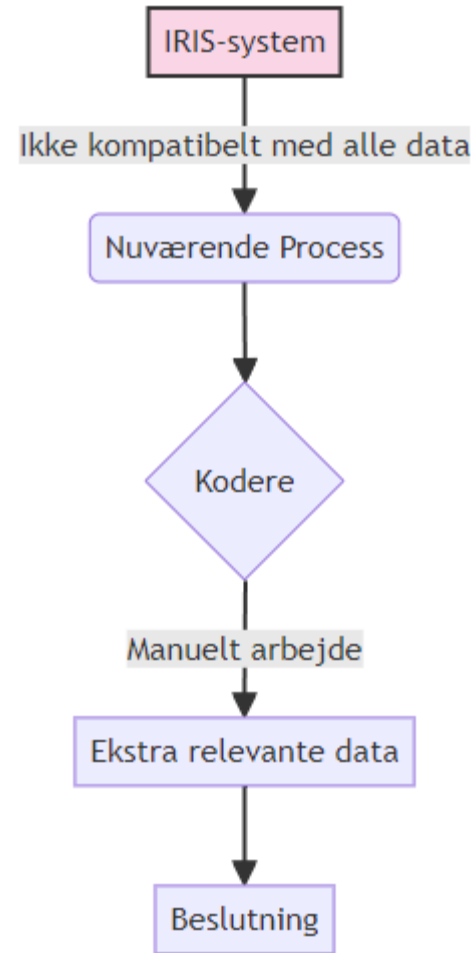 IRIS-system
Ikke kompatibelt med alle data
Nuværende Process
Kodere
Manuelt arbejde
Ekstra relevante data
Beslutning